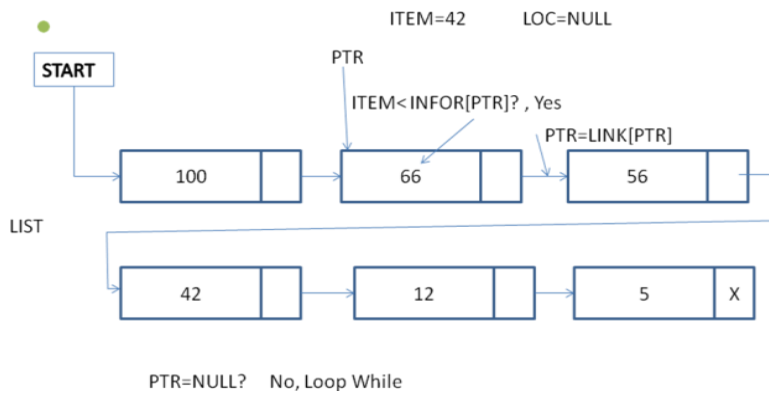 ITEM=42 LOC=NULL
START
PTR
ITEM<INFOR[PTR]? , Yes
PTR=LINK[PTR]
100
66
56
LIST
42
12
5
X
PTR=NULL? No, Loop While